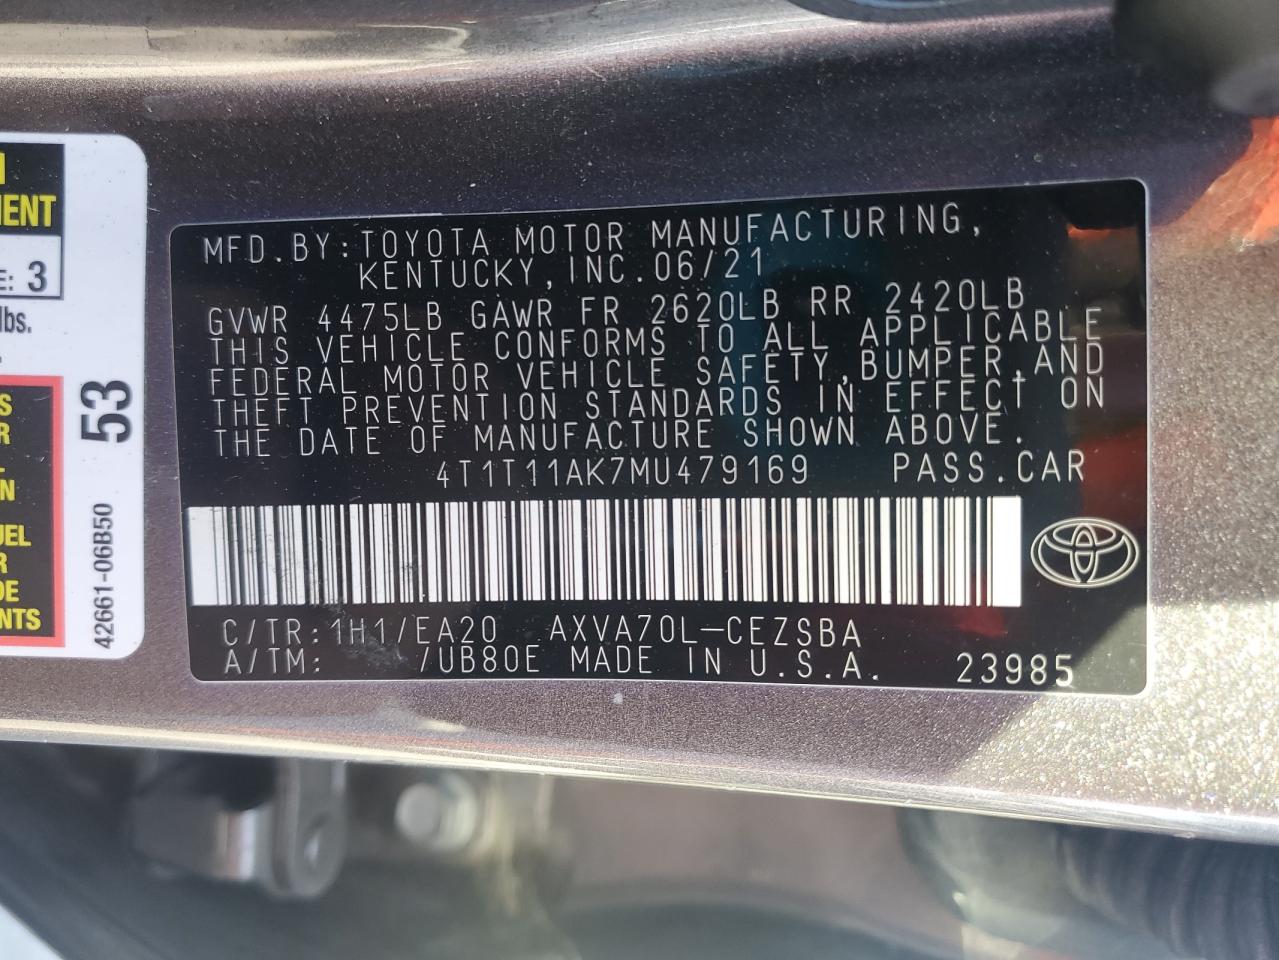 MFD.BY:TOYOTA MOTOR MANUFACTURING,
KENTUCKY,INC.06/21
GVWR 4475LB GAWR FR 2620LB RR 2420LB
THIS VEHICLE CONFORMS TO ALL APPLICABLE
FEDERAL MOTOR VEHICLE SAFETY,BUMPER,AND
THEFT PREVENTION STANDARDS IN EFFECT ON
THE DATE OF MANUFACTURE SHOWN ABOVE.
4T1T11AK7MU479169 PASS.CAR
C/TR:1H1/EA20 AXVA70L-CEZSBA
A/TM: /UB80E MADE IN U.S.A. 23985
E: 3
lbs.
53
42661-06B50